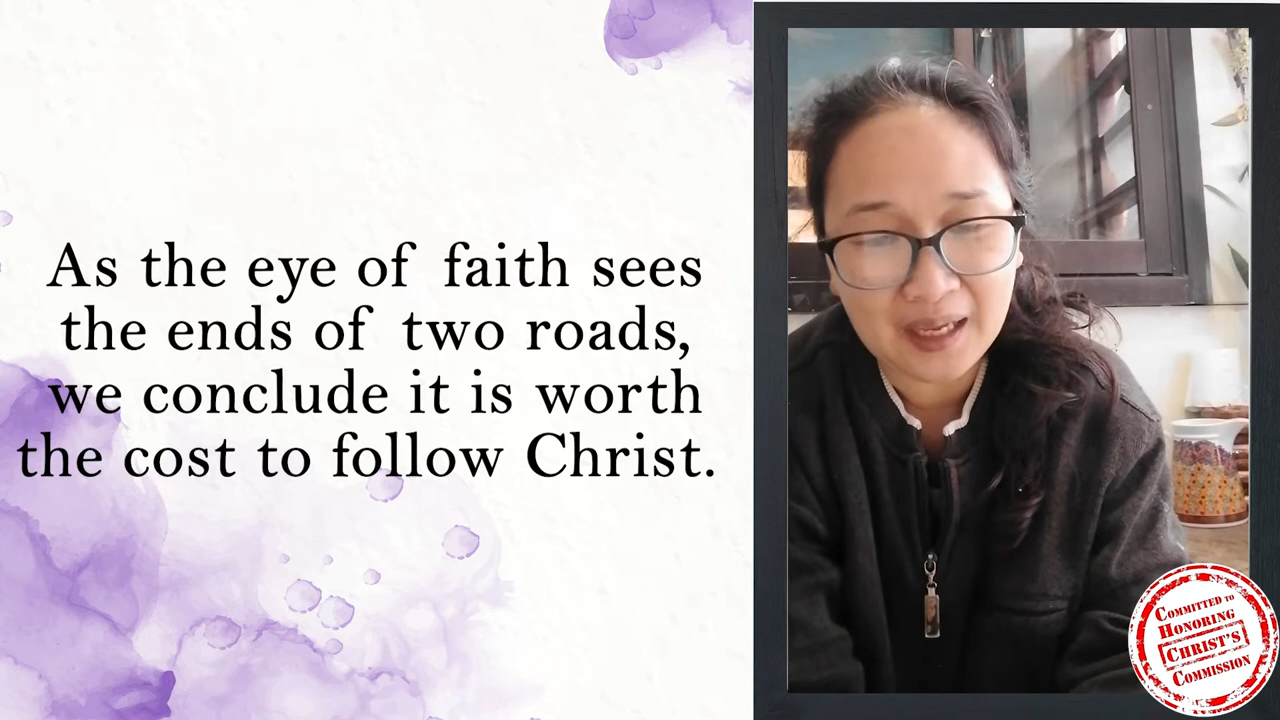 As the eye of faith sees
the ends of two roads,
we conclude it is worth
the cost to follow Christ.
COMMITTED TO
HONORING
CHRIST'S
COMMISSION